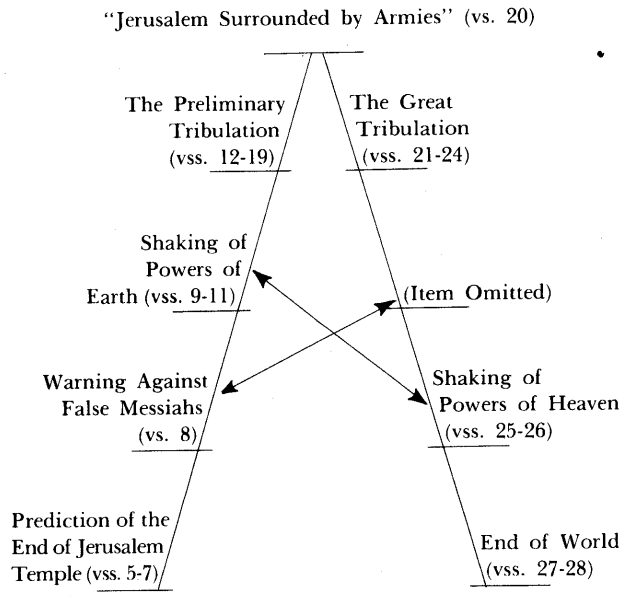 “Jerusalem Surrounded by Armies” (vs. 20)
The Preliminary
Tribulation
(vss. 12-19)
The Great
Tribulation
(vss. 21-24)
Shaking of
Powers of
Earth (vss. 9-11)
(Item Omitted)
Warning Against
False Messiahs
(vs. 8)
Shaking of
Powers of Heaven
(vss. 25-26)
Prediction of the
End of Jerusalem
Temple (vss. 5-7)
End of World
(vss. 27-28)